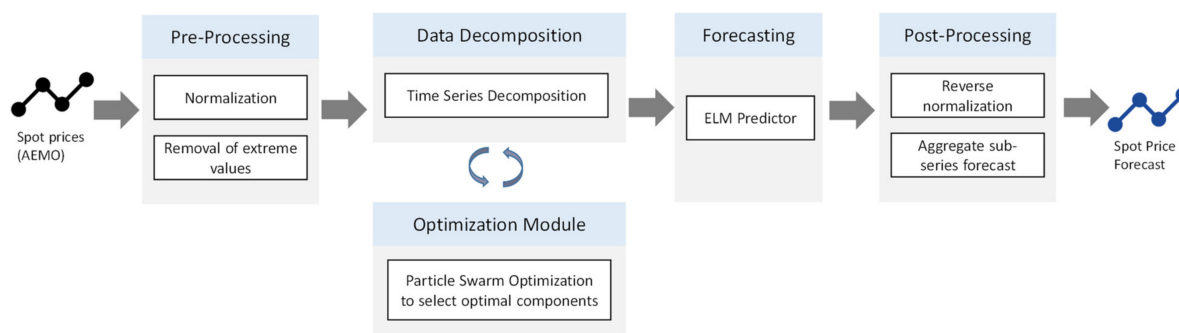 Spot prices
(AEMO)
Pre-Processing
Normalization
Removal of extreme
values
Data Decomposition
Time Series Decomposition
Optimization Module
Particle Swarm Optimization
to select optimal components
Forecasting
ELM Predictor
Post-Processing
Reverse
normalization
Aggregate sub-
series forecast
Spot Price
Forecast